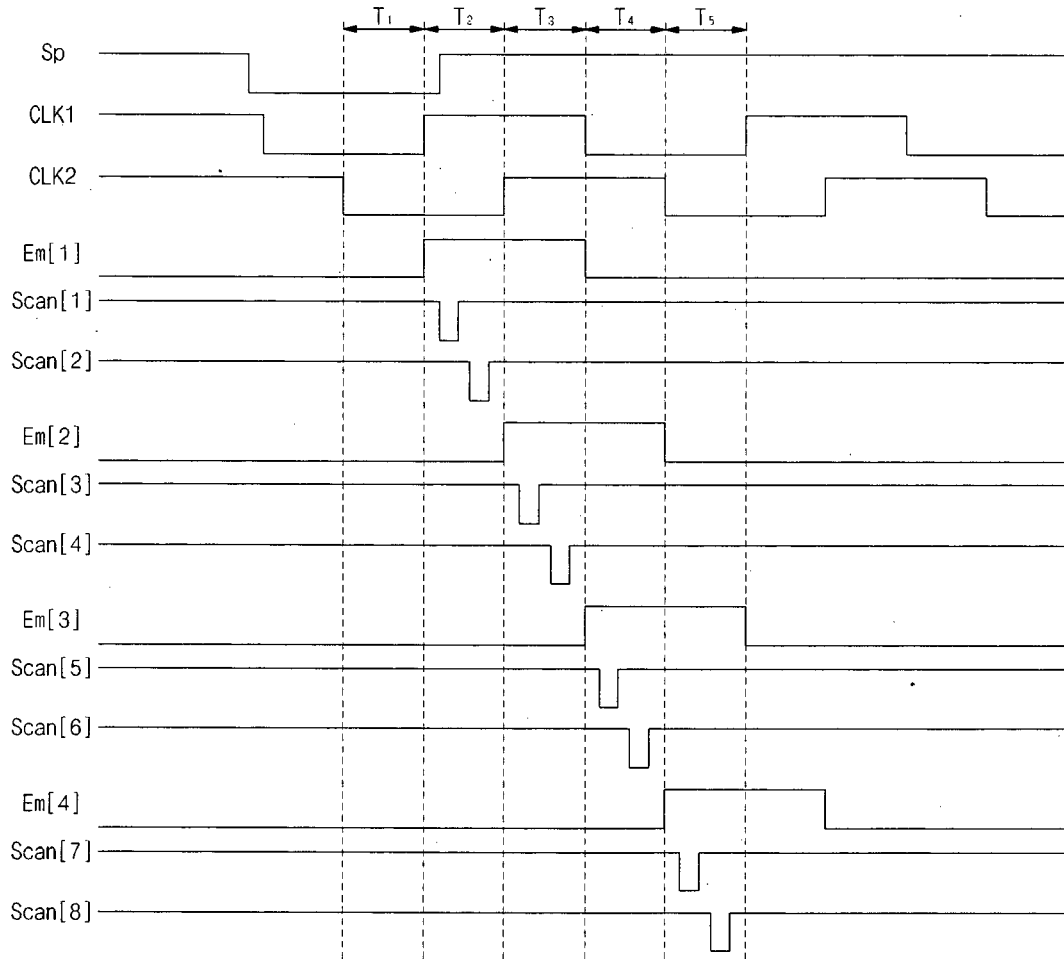 T1 T2 T3 T4 T5
Sp
CLK1
CLK2
Em[1]
Scan[1]
Scan[2]
Em[2]
Scan[3]
Scan[4]
Em[3]
Scan[5]
Scan[6]
Em[4]
Scan[7]
Scan[8]